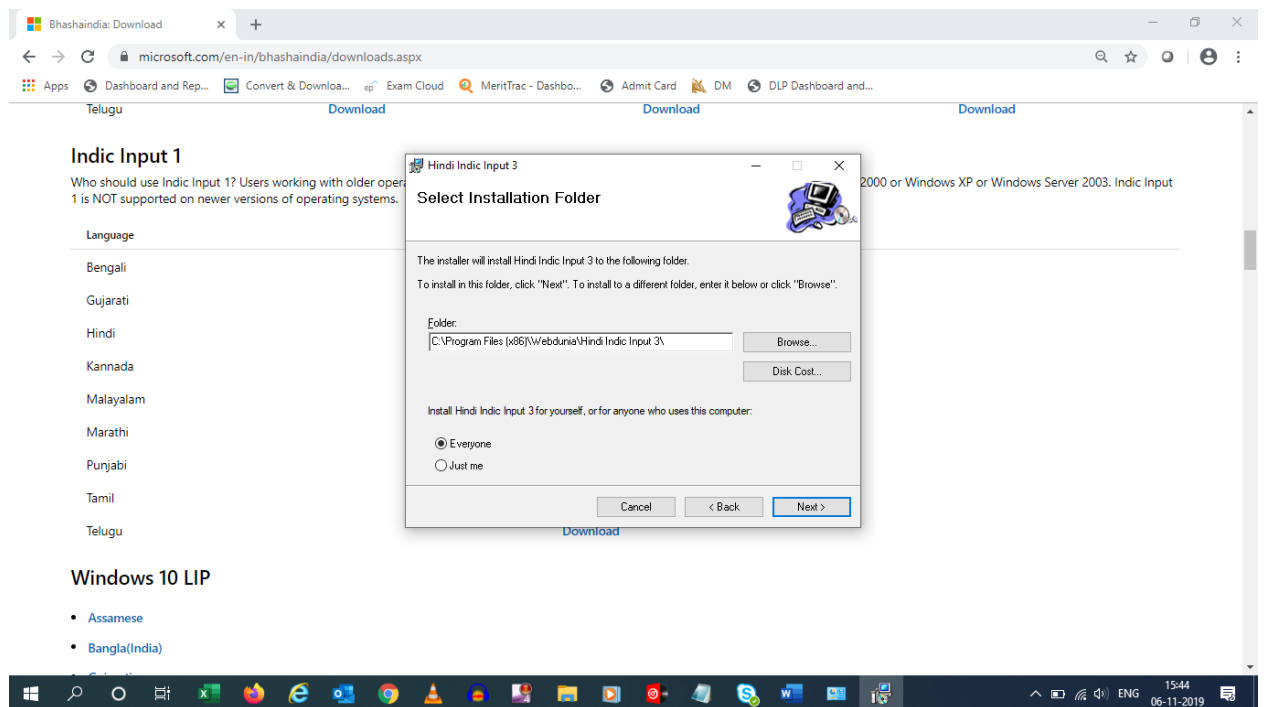 Bhashaindia: Download
microsoft.com/en-in/bhashaindia/downloads.aspx
Apps Dashboard and Rep... Convert & Downloa... Exam Cloud MeritTrac - Dashbo... Admit Card DM DLP Dashboard and...
Telugu Download Download Download
Indic Input 1
Who should use Indic Input 1? Users working with older opera
2000 or Windows XP or Windows Server 2003. Indic Input
1 is NOT supported on newer versions of operating systems.
Language
Bengali
Gujarati
Hindi
Kannada
Malayalam
Marathi
Punjabi
Tamil
Telugu Download
Hindi Indic Input 3
Select Installation Folder
The installer will install Hindi Indic Input 3 to the following folder.
To install in this folder, click "Next". To install to a different folder, enter it below or click "Browse".
Folder:
C:\Program Files (x86)\Webdunia\Hindi Indic Input 3\
Browse...
Disk Cost...
Install Hindi Indic Input 3 for yourself, or for anyone who uses this computer:
Everyone
Just me
Cancel < Back Next >
Windows 10 LIP
Assamese
Bangla(India)
ENG 15:44
06-11-2019